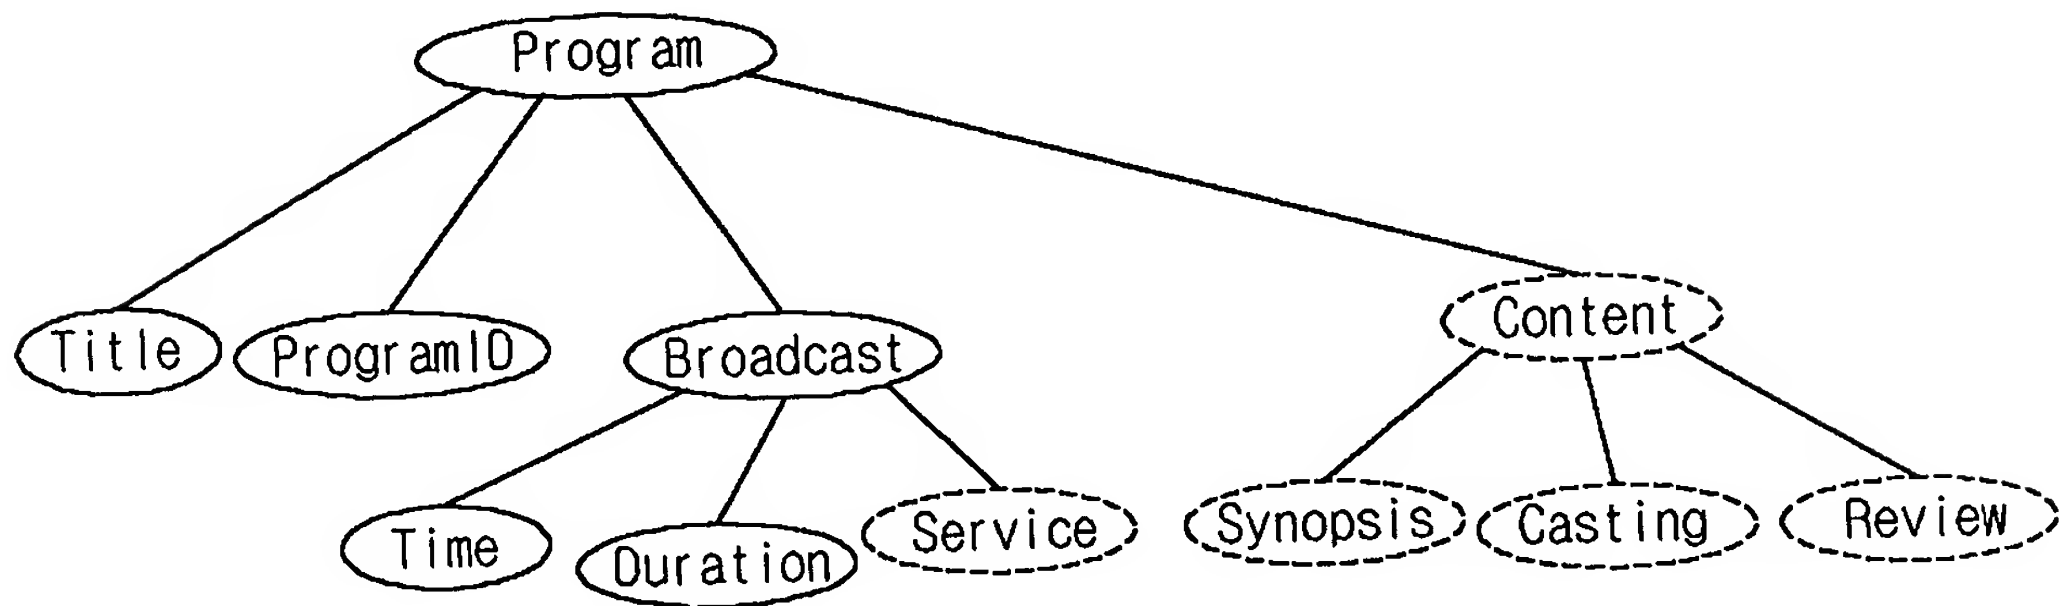 Program
Title
ProgramID
Broadcast
Content
Time
Duration
Service
Synopsis
Casting
Review